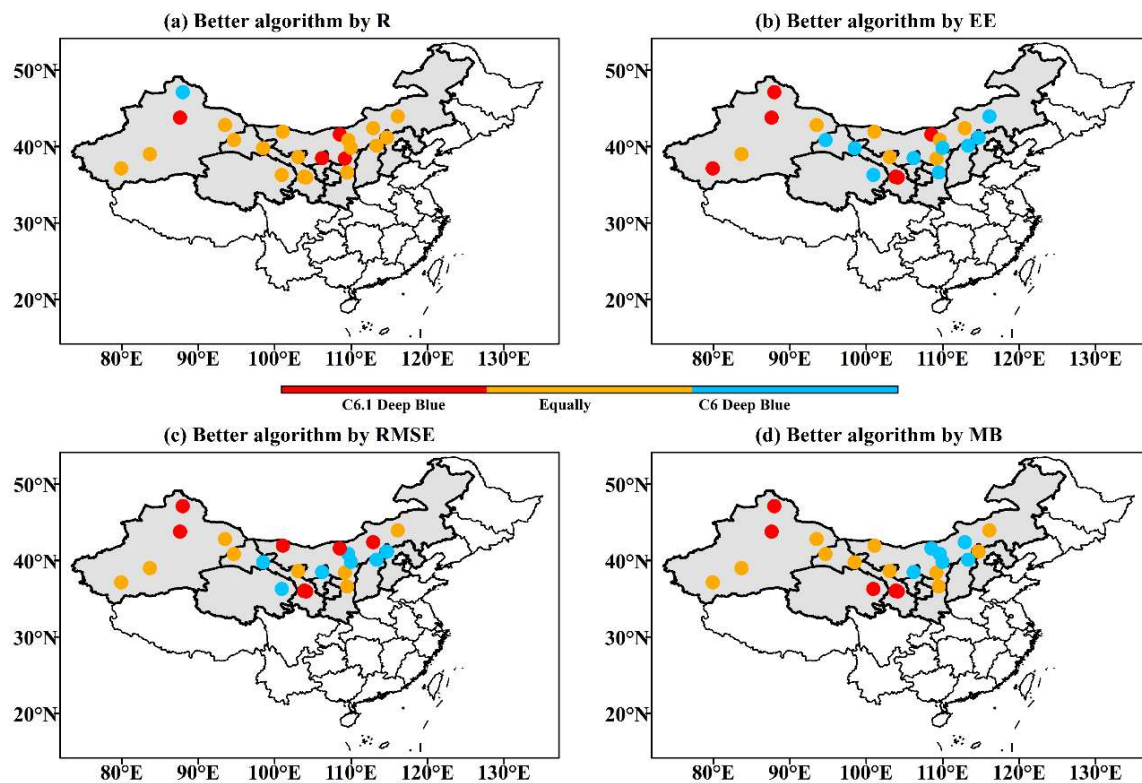 (a) Better algorithm by R
(b) Better algorithm by EE
50°N
40°N
30°N
20°N
80°E 90°E 100°E 110°E 120°E 130°E
50°N
40°N
30°N
20°N
80°E 90°E 100°E 110°E 120°E 130°E
C6.1 Deep Blue Equally C6 Deep Blue
(c) Better algorithm by RMSE
(d) Better algorithm by MB
50°N
40°N
30°N
20°N
80°E 90°E 100°E 110°E 120°E 130°E
50°N
40°N
30°N
20°N
80°E 90°E 100°E 110°E 120°E 130°E